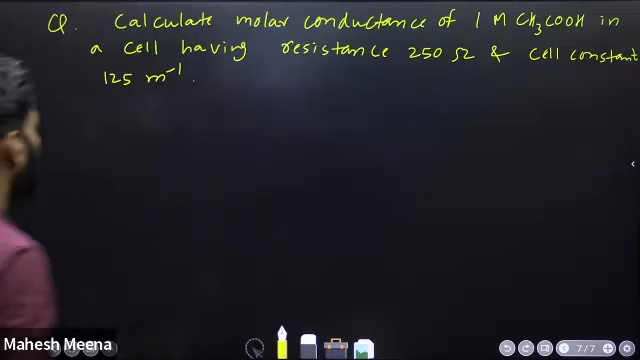 Q. Calculate molar conductance of 1 M CH₃COOH in
a cell having resistance 250 Ω & cell constant
125 m⁻¹.
Mahesh Meena
7/7